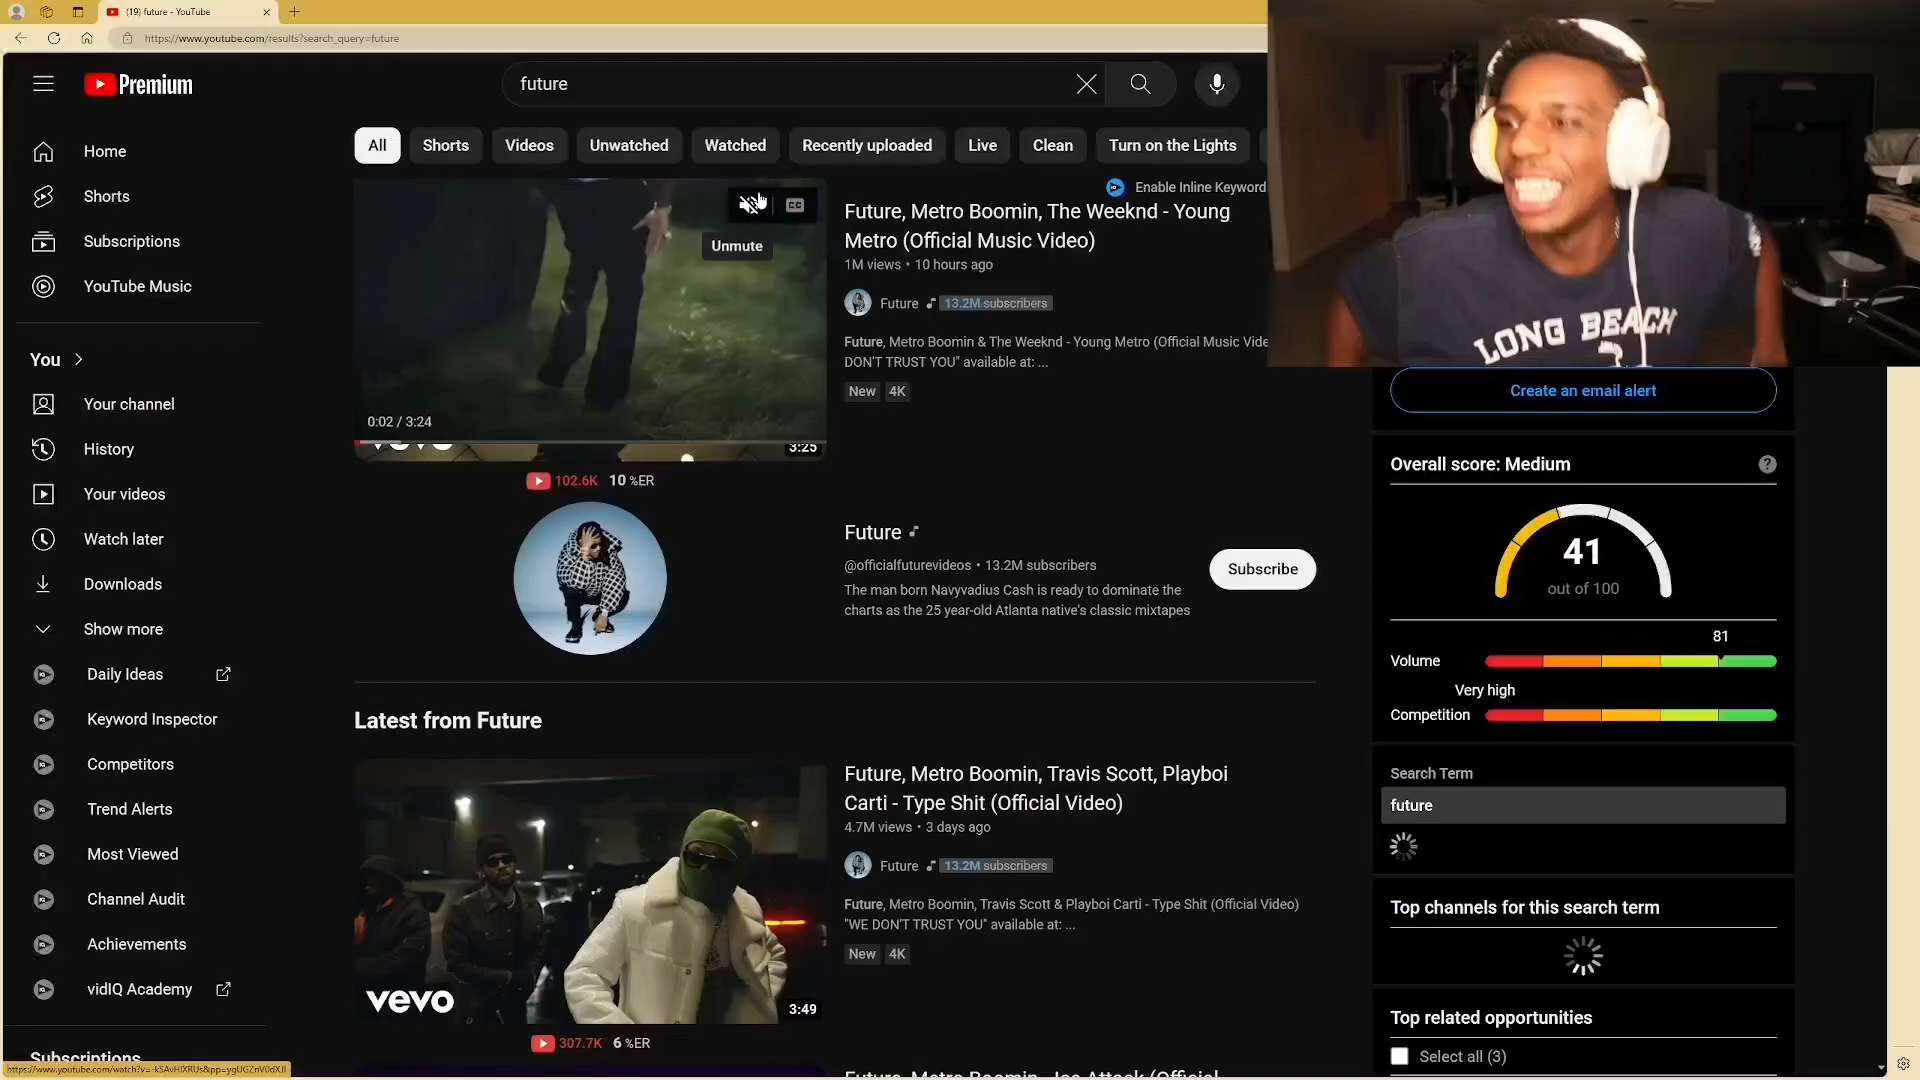 (19) future - YouTube
https://www.youtube.com/results?search_query=future
Premium
future
Home
Shorts
Subscriptions
YouTube Music
You
Your channel
History
Your videos
Watch later
Downloads
Show more
Daily Ideas
Keyword Inspector
Competitors
Trend Alerts
Most Viewed
Channel Audit
Achievements
vidIQ Academy
Subscriptions
All
Shorts
Videos
Unwatched
Watched
Recently uploaded
Live
Clean
Turn on the Lights
CC
Unmute
0:02 / 3:24
3:25
102.6K 10 %ER
Enable Inline Keyword
Future, Metro Boomin, The Weeknd - Young
Metro (Official Music Video)
1M views • 10 hours ago
Future 13.2M subscribers
Future, Metro Boomin & The Weeknd - Young Metro (Official Music Vide
DON'T TRUST YOU" available at: ...
New 4K
Future
@officialfuturevideos • 13.2M subscribers
The man born Navyvadius Cash is ready to dominate the
charts as the 25 year-old Atlanta native's classic mixtapes
Subscribe
Latest from Future
vevo
3:49
307.7K 6 %ER
Future, Metro Boomin, Travis Scott, Playboi
Carti - Type Shit (Official Video)
4.7M views • 3 days ago
Future 13.2M subscribers
Future, Metro Boomin, Travis Scott & Playboi Carti - Type Shit (Official Video)
"WE DON'T TRUST YOU" available at: ...
New 4K
LONG BEACH
Create an email alert
Overall score: Medium
?
41
out of 100
81
Volume
Very high
Competition
Search Term
future
Top channels for this search term
Top related opportunities
Select all (3)